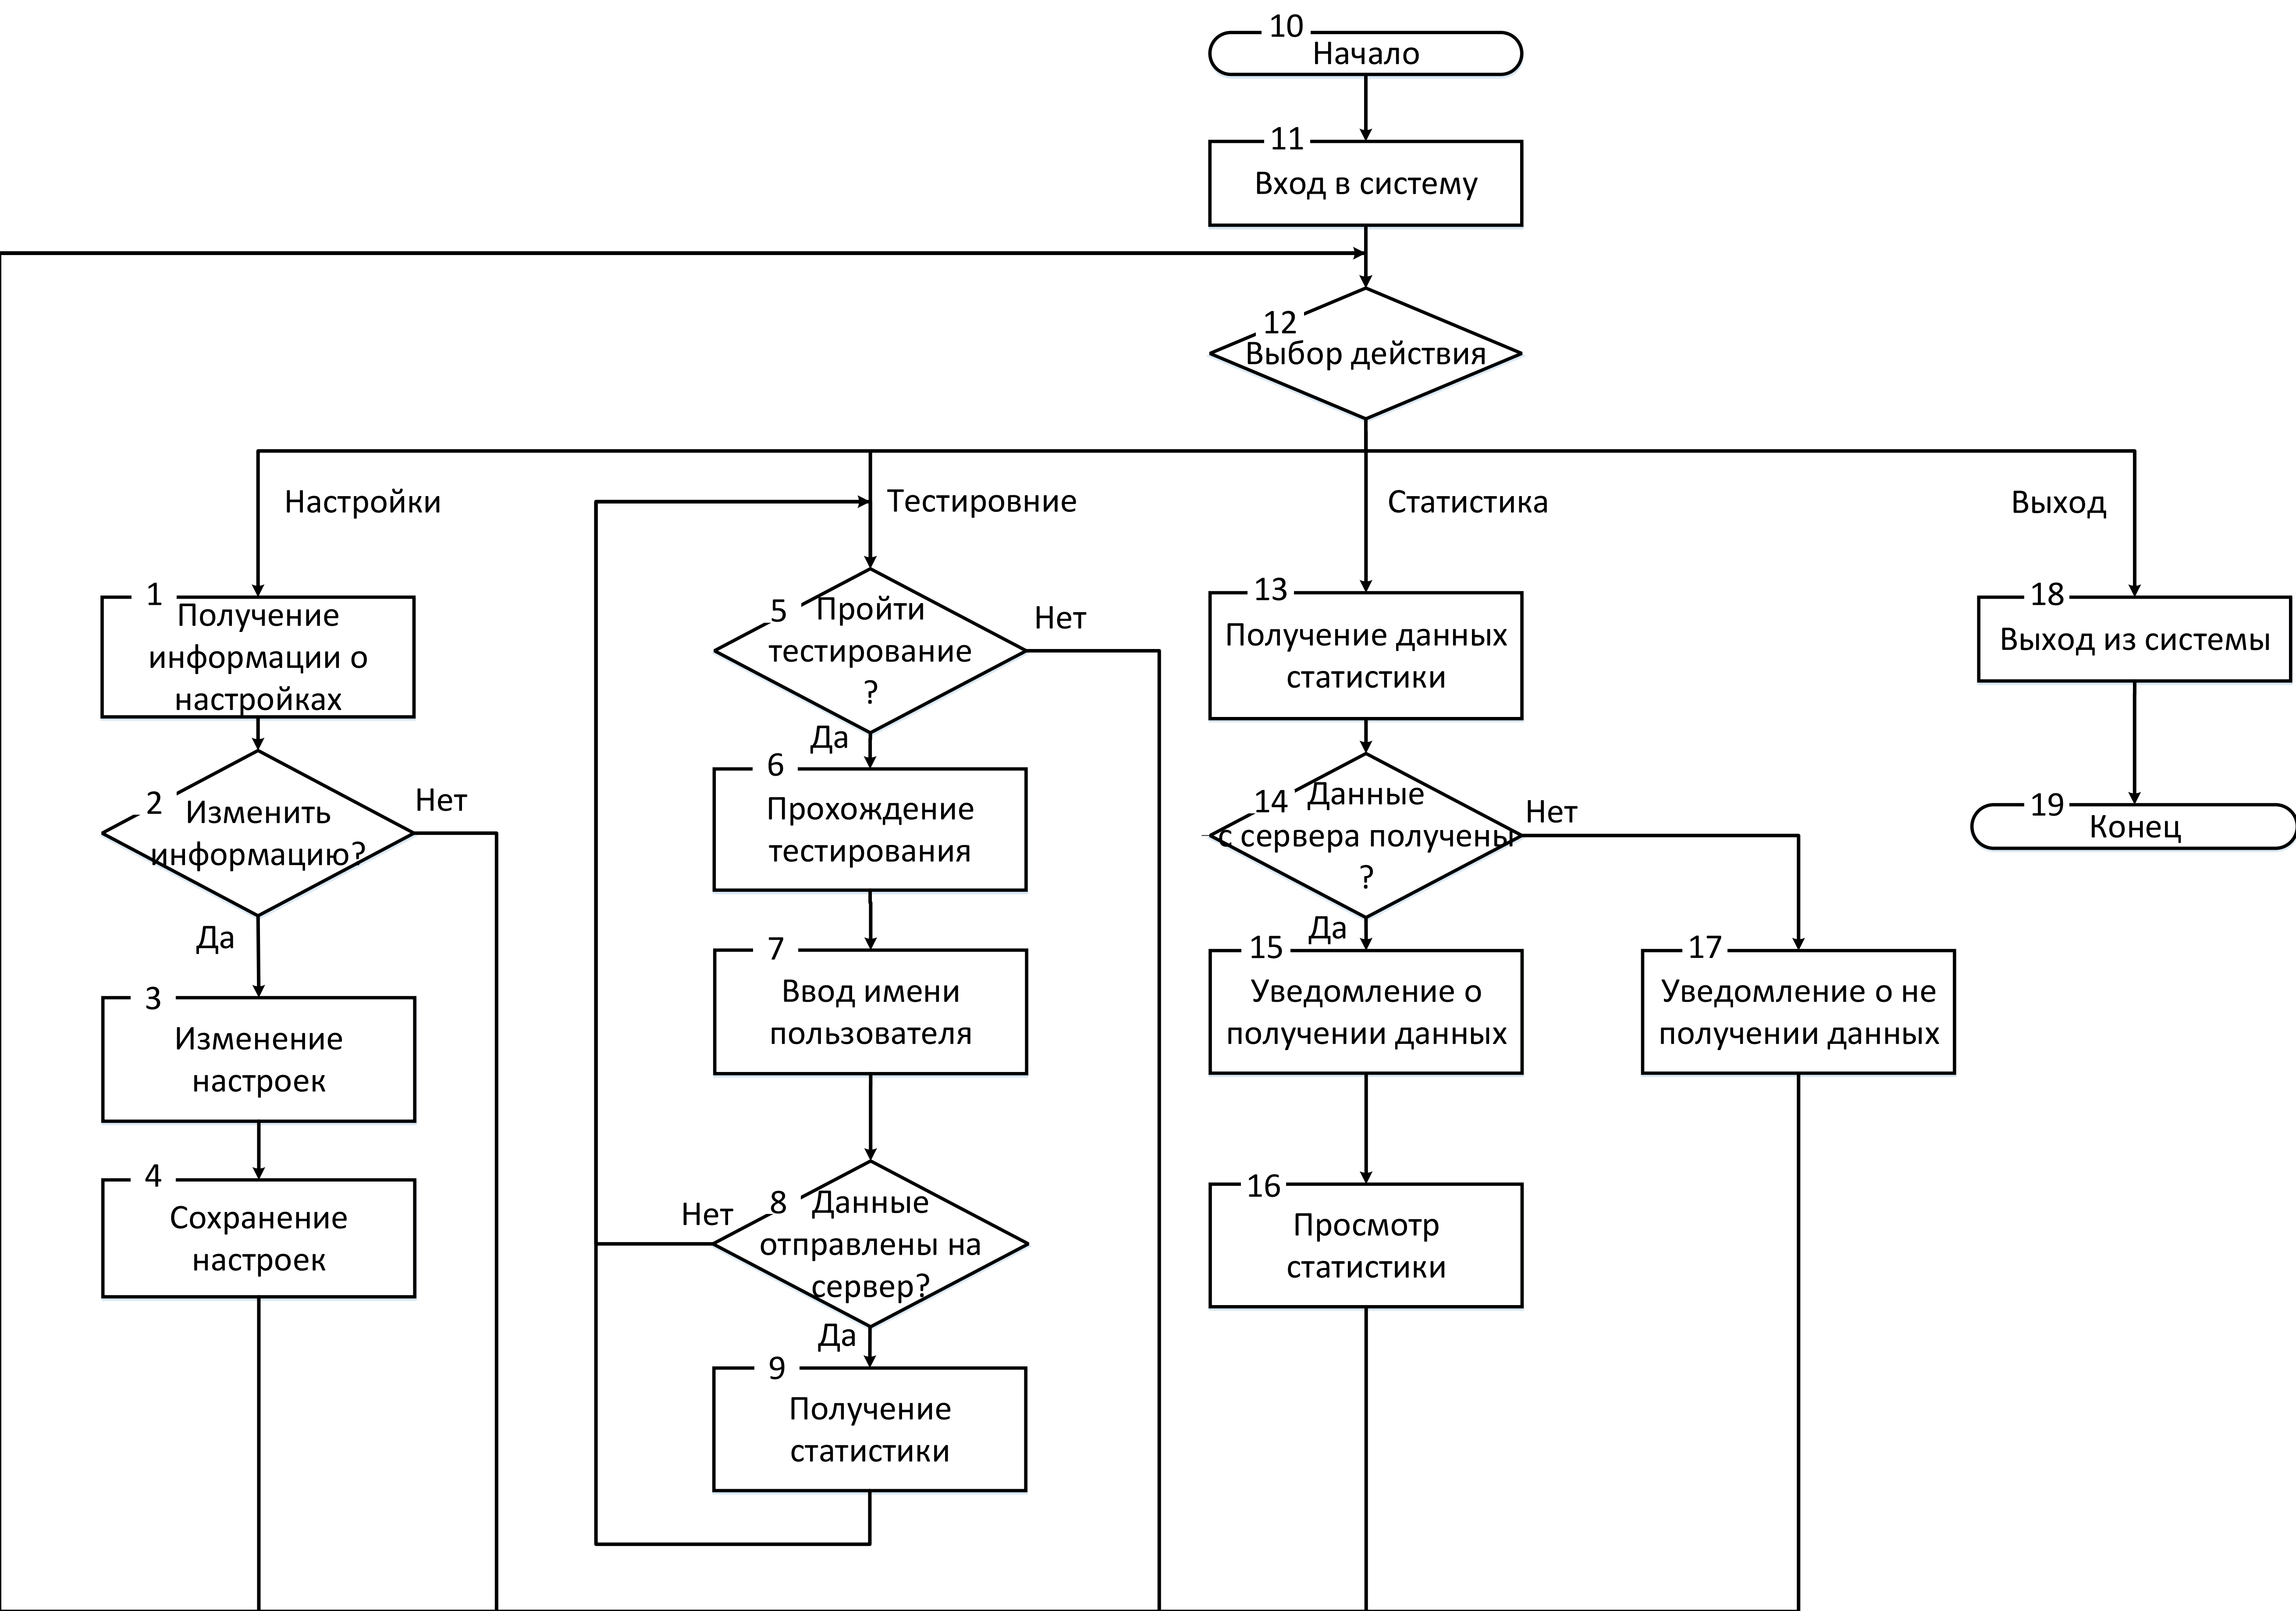 10
Начало
11
Вход в систему
12
Выбор действия
Настройки
Тестировние
Статистика
Выход
1
Получение
информации о
настройках
2
Изменить
информацию?
Нет
Да
3
Изменение
настроек
4
Сохранение
настроек
5
Пройти
тестирование
?
Нет
Да
6
Прохождение
тестирования
7
Ввод имени
пользователя
8
Данные
отправлены на
сервер?
Нет
Да
9
Получение
статистики
13
Получение данных
статистики
14
Данные
с сервера получены
?
Нет
Да
15
Уведомление о
получении данных
16
Просмотр
статистики
17
Уведомление о не
получении данных
18
Выход из системы
19
Конец